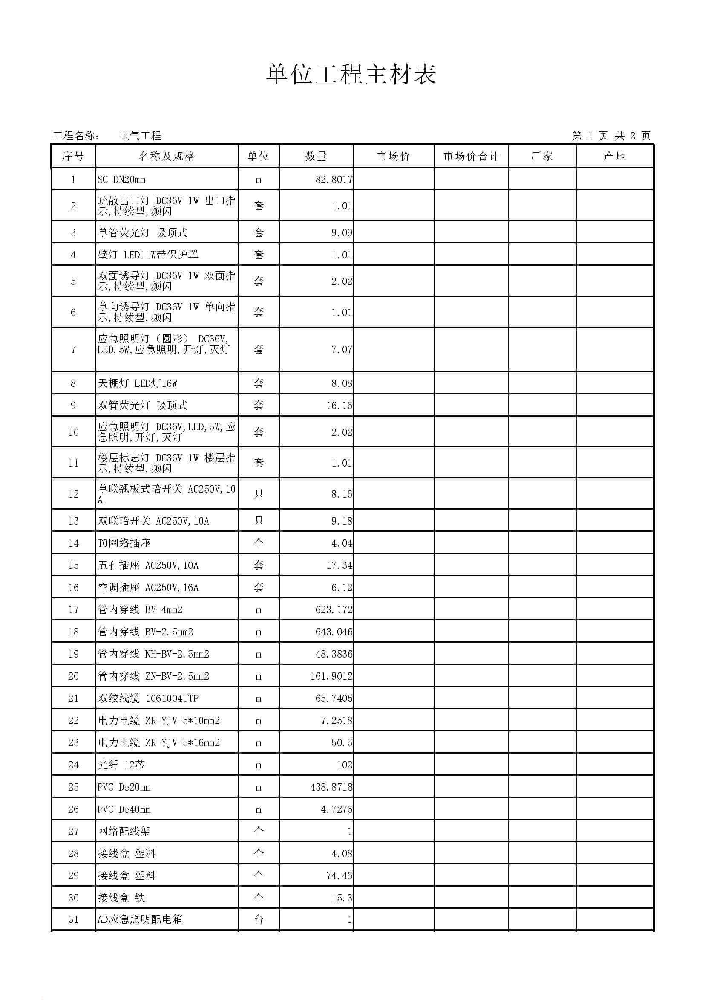 单位工程主材表
工程名称： 电气工程 第 1 页 共 2 页
序号 名称及规格 单位 数量 市场价 市场价合计 厂家 产地
1 SC DN20mm m 82.8017
2 疏散出口灯 DC36V 1W 出口指
示,持续型,频闪 套 1.01
3 单管荧光灯 吸顶式 套 9.09
4 壁灯 LED11W带保护罩 套 1.01
5 双面诱导灯 DC36V 1W 双面指
示,持续型,频闪 套 2.02
6 单向诱导灯 DC36V 1W 单向指
示,持续型,频闪 套 1.01
7 应急照明灯（圆形） DC36V,
LED,5W,应急照明,开灯,灭灯 套 7.07
8 天棚灯 LED灯16W 套 8.08
9 双管荧光灯 吸顶式 套 16.16
10 应急照明灯 DC36V,LED,5W,应
急照明,开灯,灭灯 套 2.02
11 楼层标志灯 DC36V 1W 楼层指
示,持续型,频闪 套 1.01
12 单联翘板式暗开关 AC250V,10
A 只 8.16
13 双联暗开关 AC250V,10A 只 9.18
14 TO网络插座 个 4.04
15 五孔插座 AC250V,10A 套 17.34
16 空调插座 AC250V,16A 套 6.12
17 管内穿线 BV-4mm2 m 623.172
18 管内穿线 BV-2.5mm2 m 643.046
19 管内穿线 NH-BV-2.5mm2 m 48.3836
20 管内穿线 ZN-BV-2.5mm2 m 161.9012
21 双绞线缆 1061004UTP m 65.7405
22 电力电缆 ZR-YJV-5*10mm2 m 7.2518
23 电力电缆 ZR-YJV-5*16mm2 m 50.5
24 光纤 12芯 m 102
25 PVC De20mm m 438.8718
26 PVC De40mm m 4.7276
27 网络配线架 个 1
28 接线盒 塑料 个 4.08
29 接线盒 塑料 个 74.46
30 接线盒 铁 个 15.3
31 AD应急照明配电箱 台 1